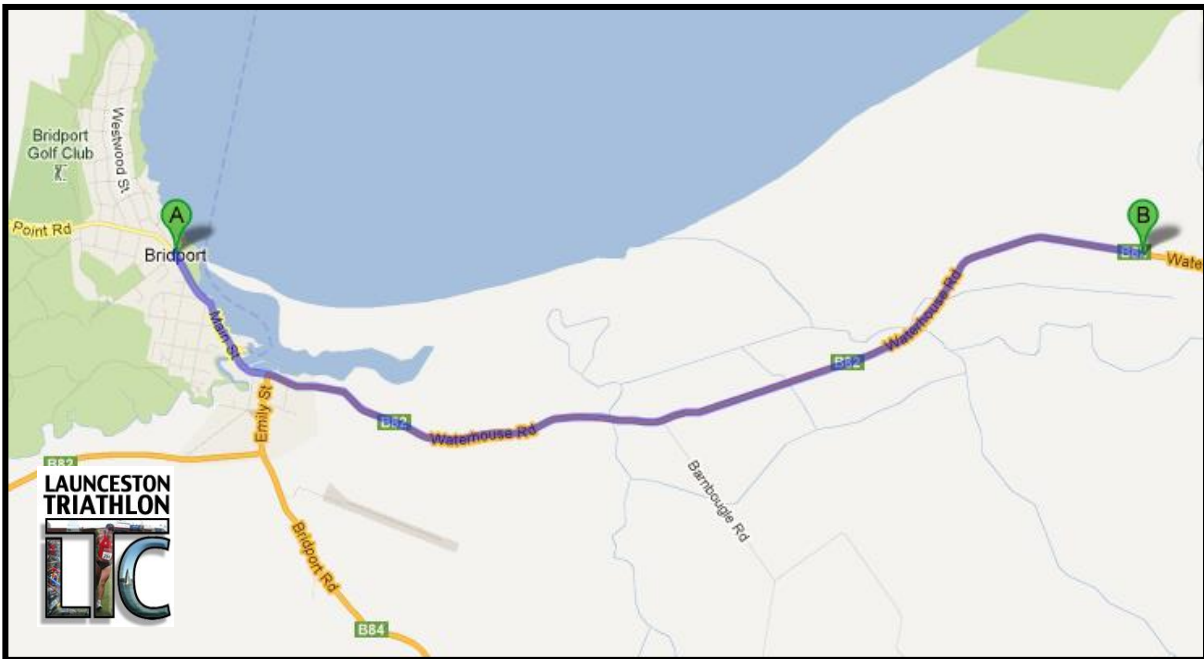 Westwood St
Bridport
Golf Club
A
Point Rd
Bridport
B
B82
Wate
Main St
Waterhouse Rd
B82
Emily St
B82
Waterhouse Rd
B82
Barnbougle Rd
Bridport Rd
B84
LAUNCESTON
TRIATHLON
LTC